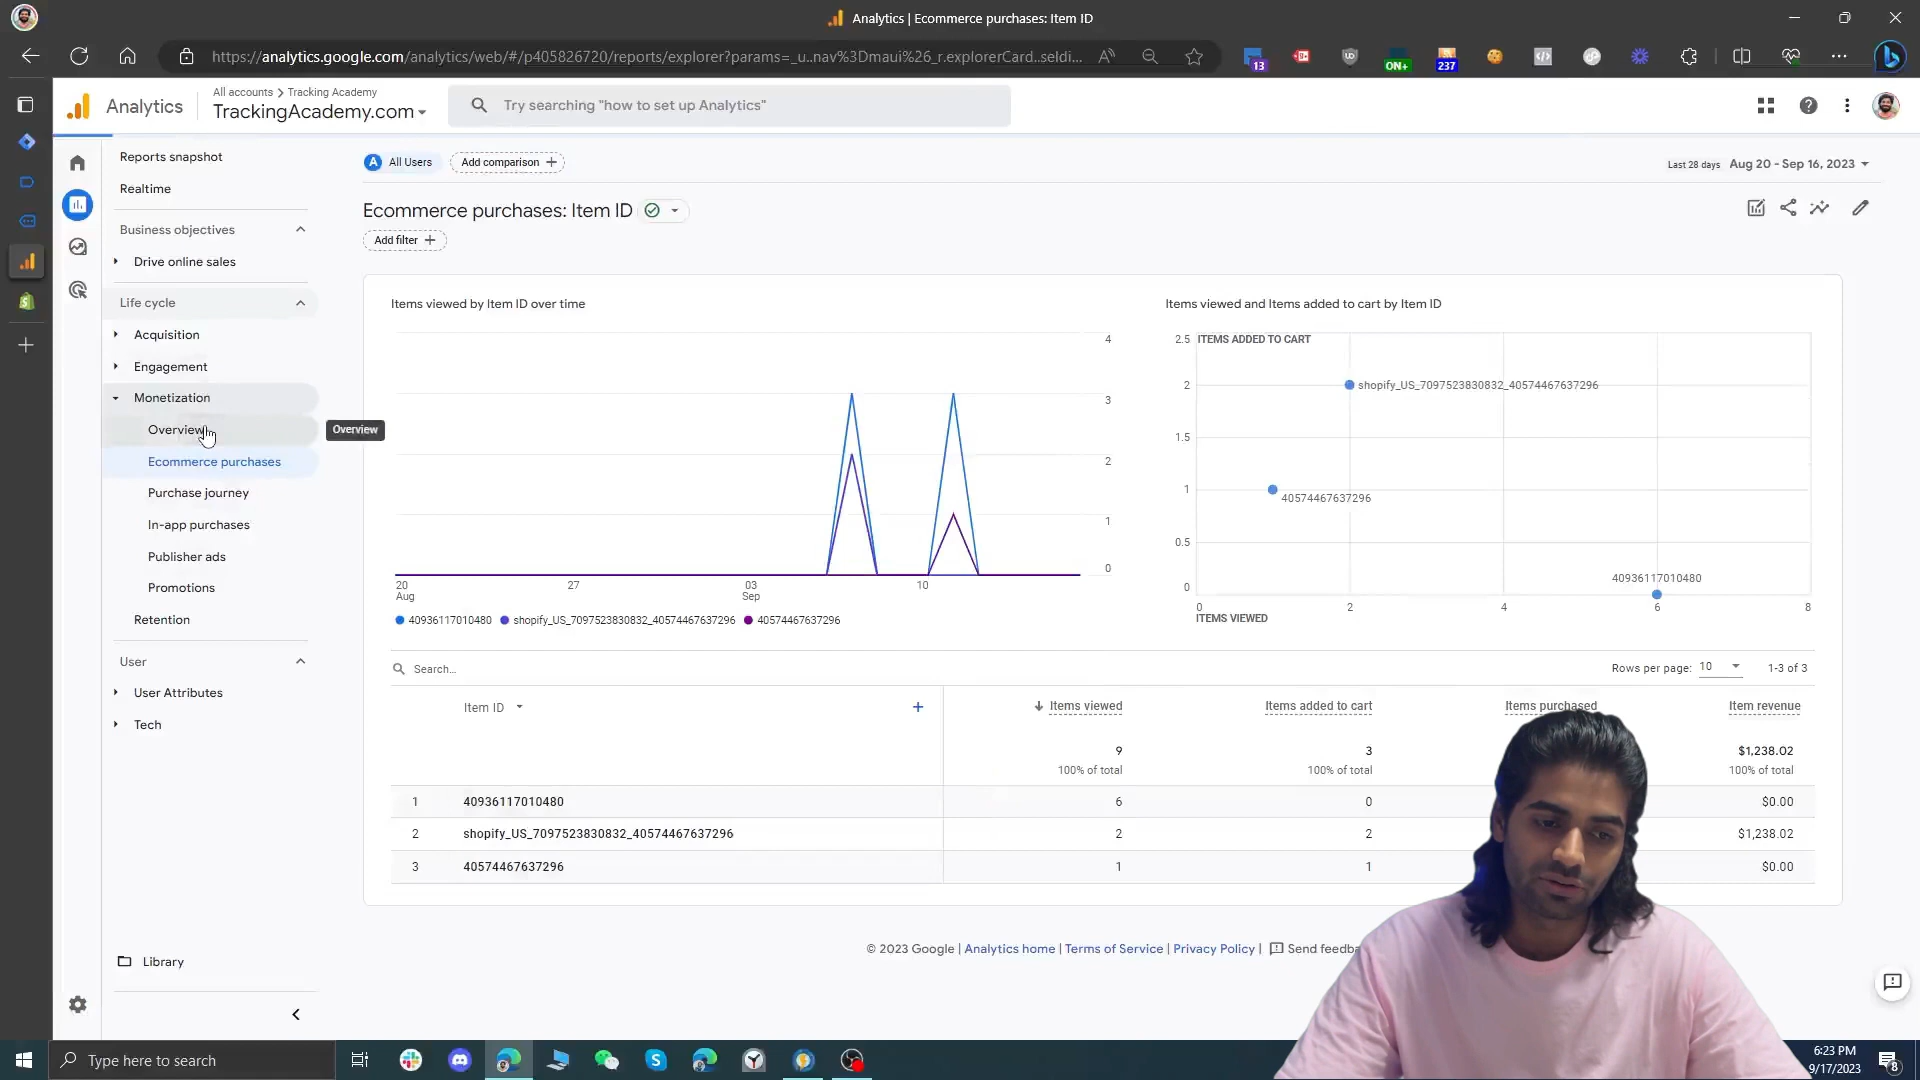 Analytics | Ecommerce purchases: Item ID
https://analytics.google.com/analytics/web/#/p405826720/reports/explorer?params=_u..nav%3Dmaui%26_r.explorerCard..seldi...
13
ON+
237
Analytics
All accounts > Tracking Academy
TrackingAcademy.com
Try searching "how to set up Analytics"
Reports snapshot
Realtime
Business objectives
Drive online sales
Life cycle
Acquisition
Engagement
Monetization
Overview
Overview
Ecommerce purchases
Purchase journey
In-app purchases
Publisher ads
Promotions
Retention
User
User Attributes
Tech
Library
A All Users
Add comparison +
Last 28 days Aug 20 - Sep 16, 2023
Ecommerce purchases: Item ID
Add filter +
Items viewed by Item ID over time
4
3
2
1
0
20
Aug
27
03
Sep
10
40936117010480
shopify_US_7097523830832_40574467637296
40574467637296
Items viewed and Items added to cart by Item ID
ITEMS ADDED TO CART
2.5
2
1.5
1
0.5
0
shopify_US_7097523830832_40574467637296
40574467637296
40936117010480
0
2
4
6
8
ITEMS VIEWED
Search...
Rows per page: 10
1-3 of 3
Item ID
+
Items viewed
Items added to cart
Items purchased
Item revenue
9
3
$1,238.02
100% of total
100% of total
100% of total
1 40936117010480 6 0 $0.00
2 shopify_US_7097523830832_40574467637296 2 2 $1,238.02
3 40574467637296 1 1 $0.00
© 2023 Google | Analytics home | Terms of Service | Privacy Policy | Send feedba
Type here to search
6:23 PM
9/17/2023
8